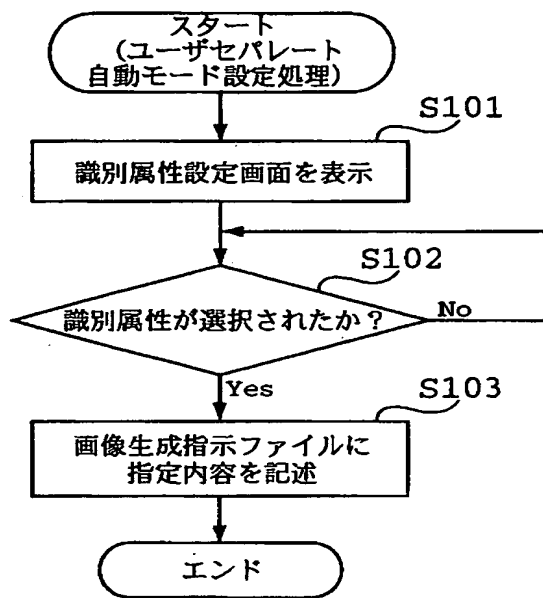 スタート
(ユーザセパレート
自動モード設定処理)
S101
識別属性設定画面を表示
S102
識別属性が選択されたか?
No
Yes
S103
画像生成指示ファイルに
指定内容を記述
エンド